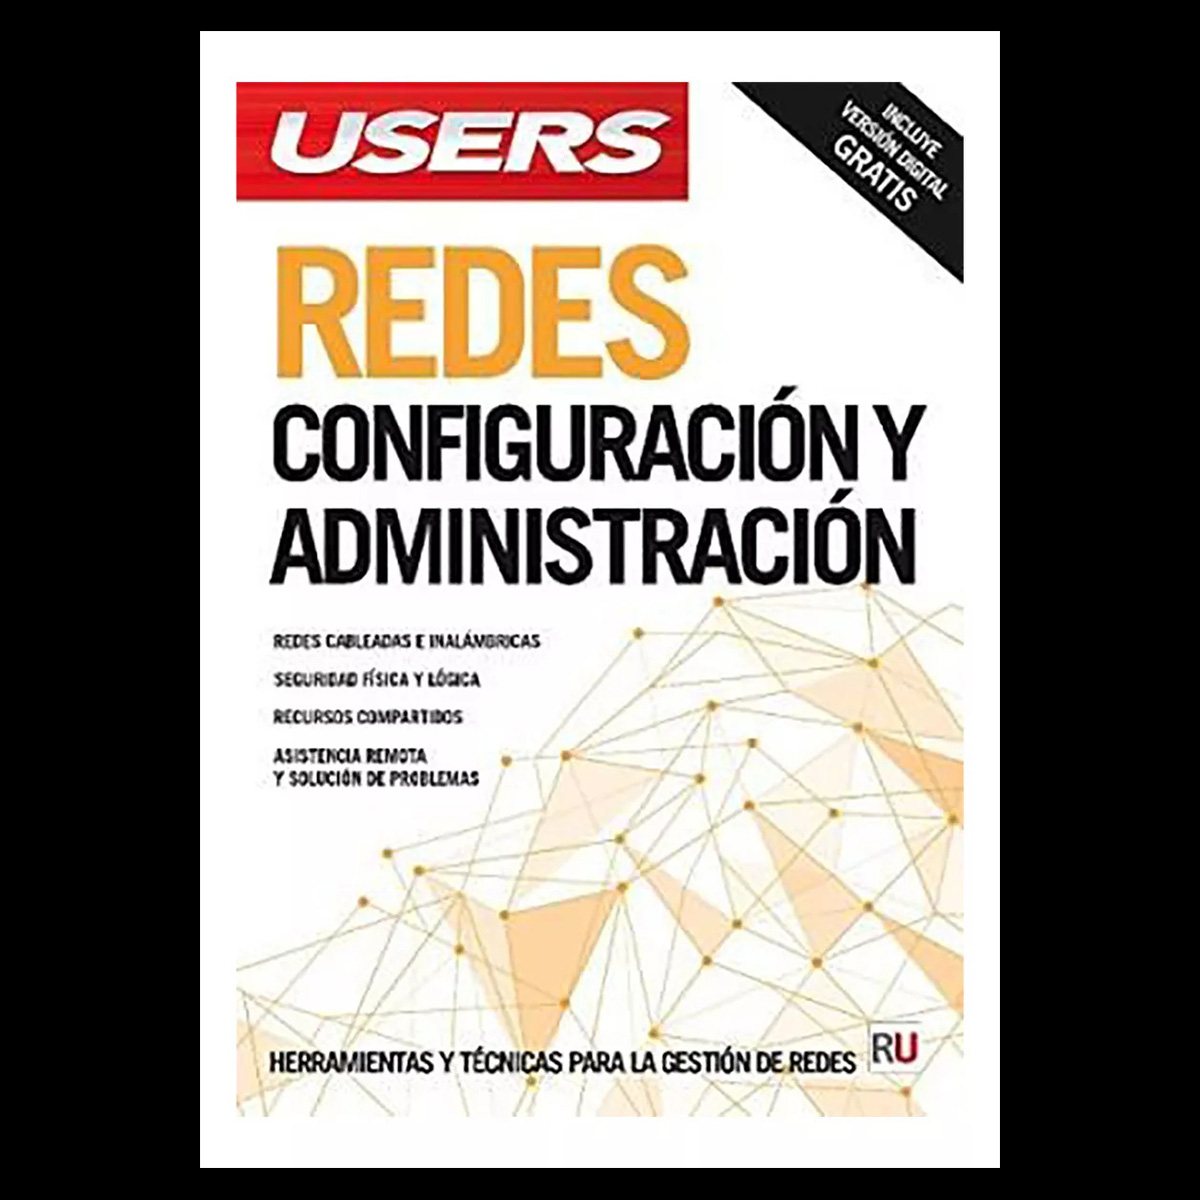 USERS
INCLUYE
VERSIÓN DIGITAL
GRATIS
REDES
CONFIGURACIÓN Y
ADMINISTRACIÓN
REDES CABLEADAS E INALÁMBRICAS
SEGURIDAD FÍSICA Y LÓGICA
RECURSOS COMPARTIDOS
ASISTENCIA REMOTA
Y SOLUCIÓN DE PROBLEMAS
HERRAMIENTAS Y TÉCNICAS PARA LA GESTIÓN DE REDES
RU